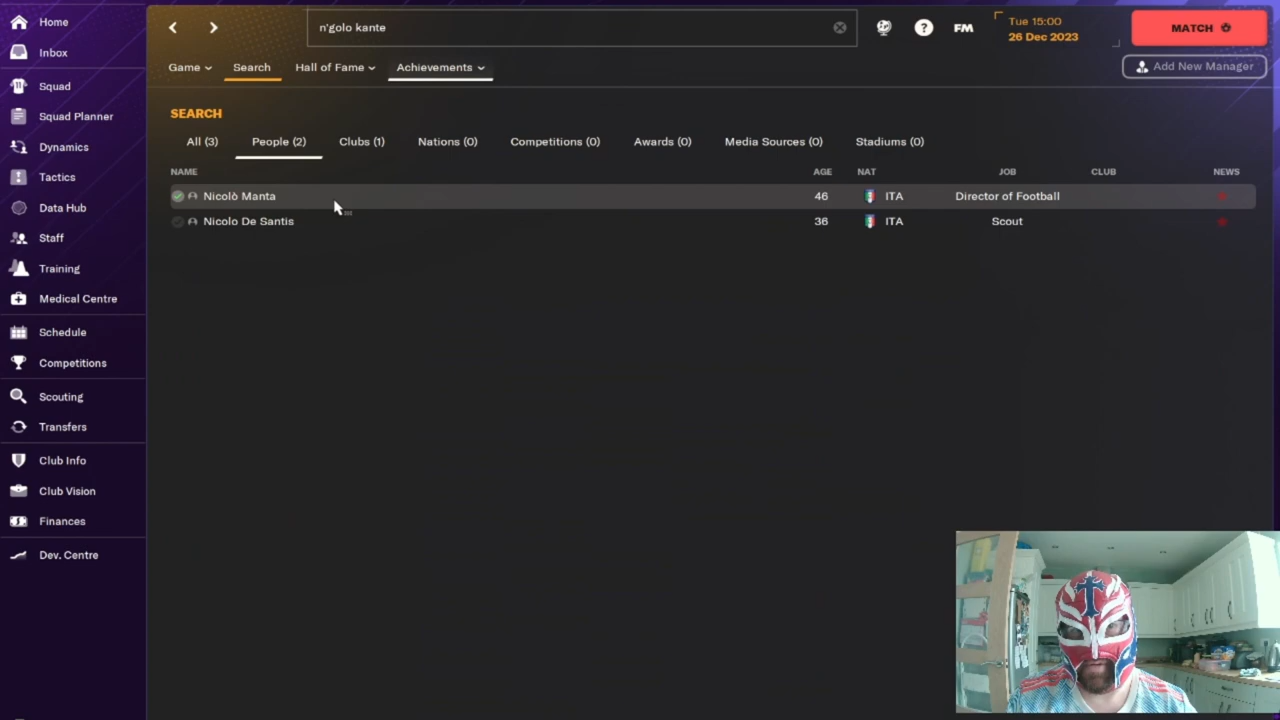 Home
Inbox
Squad
Squad Planner
Dynamics
Tactics
Data Hub
Staff
Training
Medical Centre
Schedule
Competitions
Scouting
Transfers
Club Info
Club Vision
Finances
Dev. Centre
n'golo kante
FM
Tue 15:00
26 Dec 2023
MATCH
Game
Search
Hall of Fame
Achievements
Add New Manager
SEARCH
All (3)
People (2)
Clubs (1)
Nations (0)
Competitions (0)
Awards (0)
Media Sources (0)
Stadiums (0)
NAME AGE NAT JOB CLUB NEWS
Nicolò Manta 46 ITA Director of Football
Nicolo De Santis 36 ITA Scout